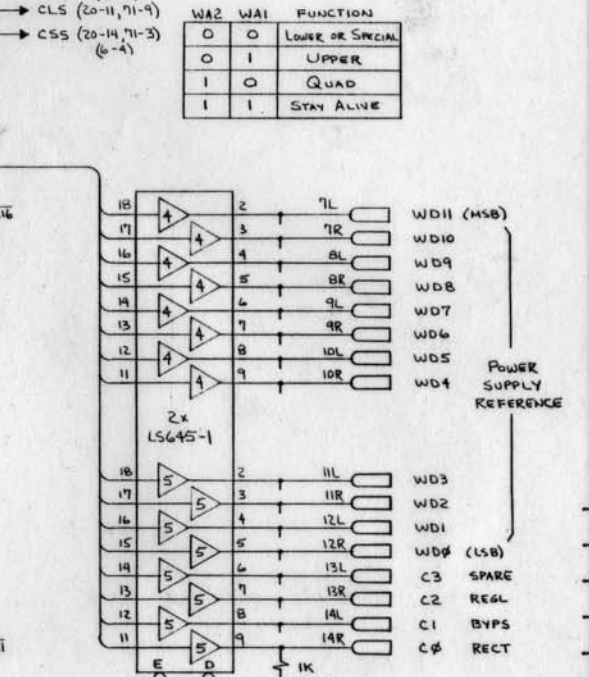 CLS (20-11, 71-9)
CSS (20-14, 71-3)
(6-4)
WA2 WA1 FUNCTION
0 0 LOWER OR SPECIAL
0 1 UPPER
1 0 QUAD
1 1 STAY ALIVE
18 4 2 7L WD11 (MSB)
17 4 3 7R WD10
16 4 4 8L WD9
15 4 5 8R WD8
14 4 6 9L WD7
13 4 7 9R WD6
12 4 8 10L WD5
11 4 9 10R WD4
POWER
SUPPLY
REFERENCE
2x
LS645-1
18 5 2 11L WD3
17 5 3 11R WD2
16 5 4 12L WD1
15 5 5 12R WDØ (LSB)
14 5 6 13L C3 SPARE
13 5 7 13R C2 REGL
12 5 8 14L C1 BYPS
11 5 9 14R CØ RECT
E D 1K